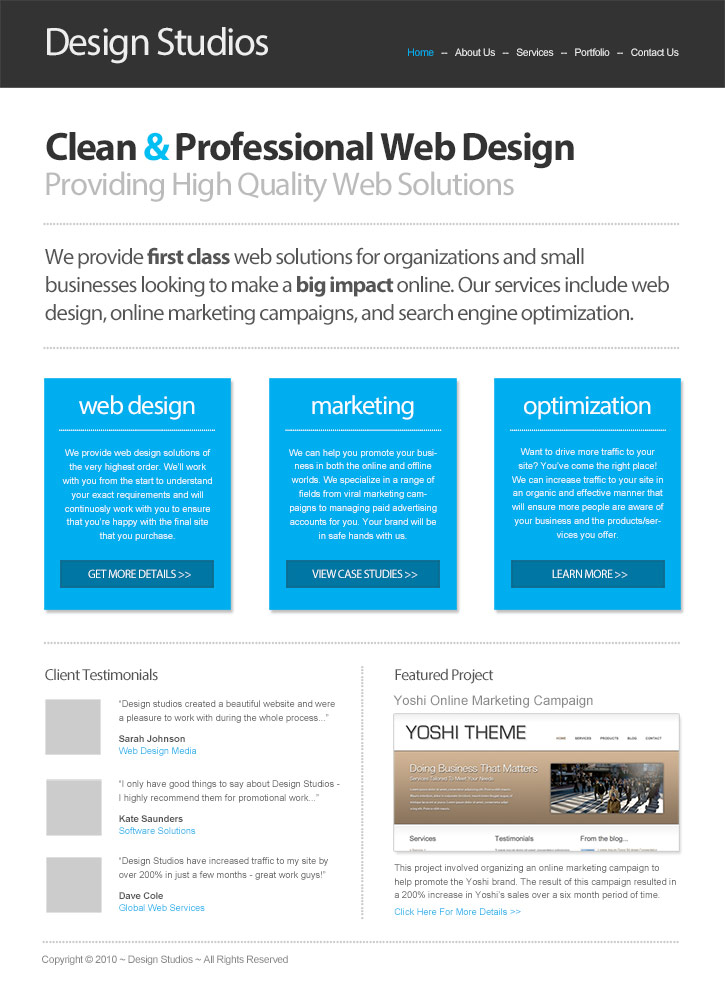 Design Studios
Home -- About Us -- Services -- Portfolio -- Contact Us
Clean & Professional Web Design
Providing High Quality Web Solutions
We provide first class web solutions for organizations and small
businesses looking to make a big impact online. Our services include web
design, online marketing campaigns, and search engine optimization.
web design
We provide web design solutions of
the very highest order. We'll work
with you from the start to understand
your exact requirements and will
continuosly work with you to ensure
that you're happy with the final site
that you purchase.
GET MORE DETAILS >>
marketing
We can help you promote your busi-
ness in both the online and offline
worlds. We specialize in a range of
fields from viral marketing cam-
paigns to managing paid advertising
accounts for you. Your brand will be
in safe hands with us.
VIEW CASE STUDIES >>
optimization
Want to drive more traffic to your
site? You've come the right place!
We can increase traffic to your site in
an organic and effective manner that
will ensure more people are aware of
your business and the products/ser-
vices you offer.
LEARN MORE >>
Client Testimonials
"Design studios created a beautiful website and were
a pleasure to work with during the whole process..."
Sarah Johnson
Web Design Media
"I only have good things to say about Design Studios -
I highly recommend them for promotional work..."
Kate Saunders
Software Solutions
"Design Studios have increased traffic to my site by
over 200% in just a few months - great work guys!"
Dave Cole
Global Web Services
Featured Project
Yoshi Online Marketing Campaign
YOSHI THEME
HOME SERVICES PRODUCTS BLOG CONTACT
Doing Business That Matters
Services Tailored To Meet Your Needs
Services Testimonials From the blog...
This project involved organizing an online marketing campaign to
help promote the Yoshi brand. The result of this campaign resulted in
a 200% increase in Yoshi's sales over a six month period of time.
Click Here For More Details >>
Copyright © 2010 ~ Design Studios ~ All Rights Reserved